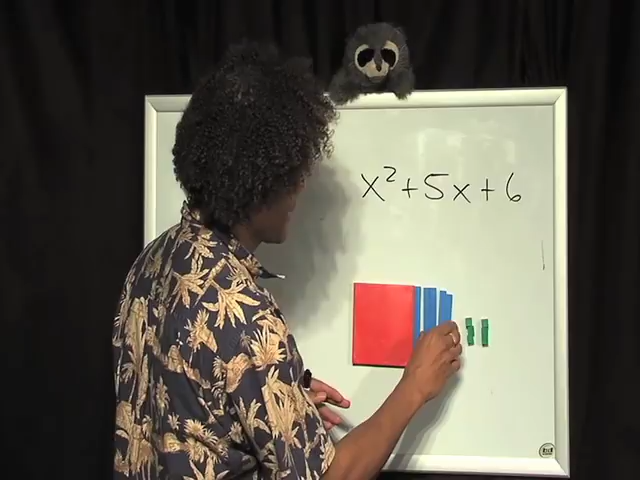 x² + 5x + 6